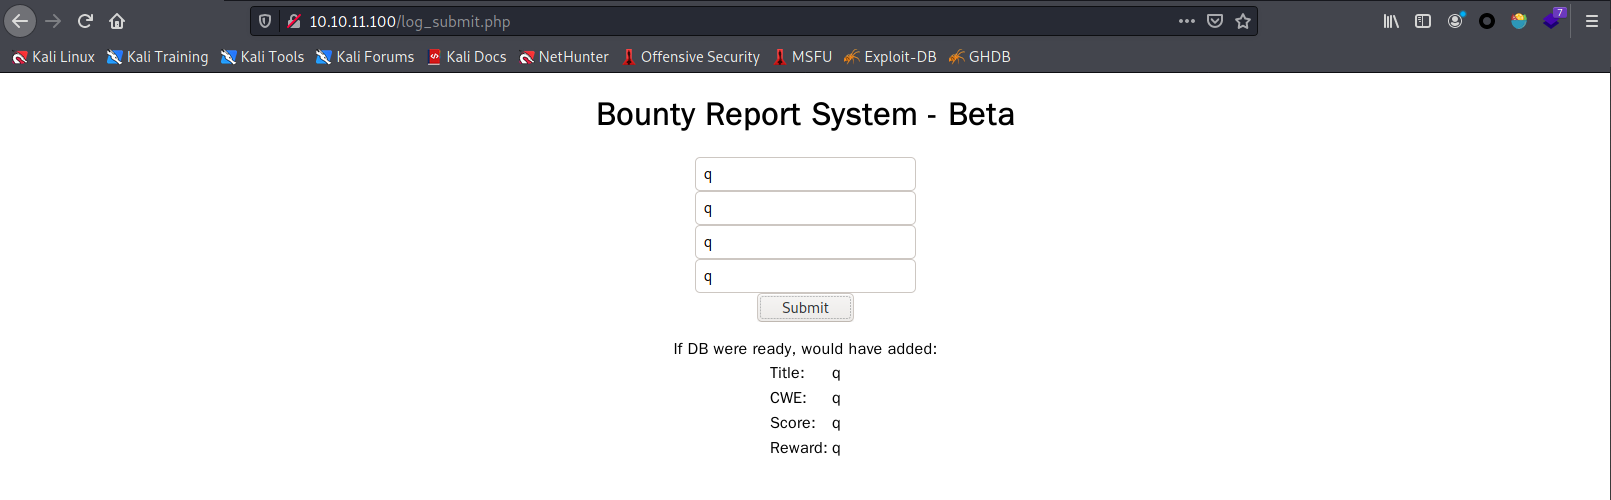 10.10.11.100/log_submit.php
7
Kali Linux Kali Training Kali Tools Kali Forums Kali Docs NetHunter Offensive Security MSFU Exploit-DB GHDB
Bounty Report System - Beta
q
q
q
q
Submit
If DB were ready, would have added:
Title: q
CWE: q
Score: q
Reward: q